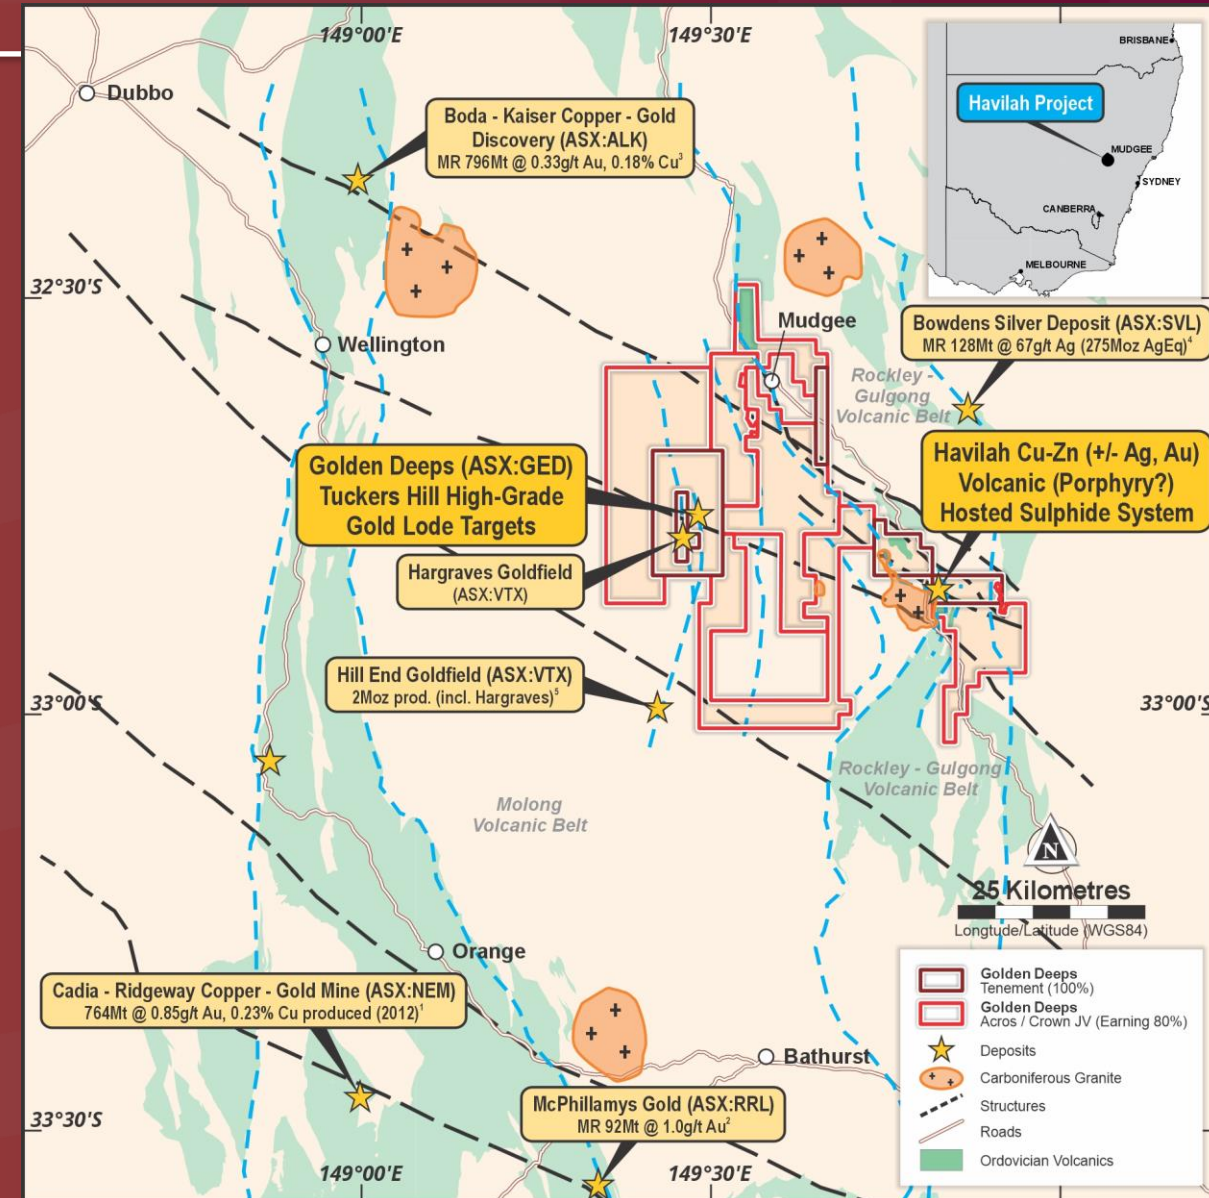 149°00'E
149°30'E
BRISBANE
Dubbo
Boda - Kaiser Copper - Gold
Discovery (ASX:ALK)
MR 796Mt @ 0.33g/t Au, 0.18% Cu³
Havilah Project
MUDGEE
SYDNEY
CANBERRA
MELBOURNE
32°30'S
Wellington
Mudgee
Bowdens Silver Deposit (ASX:SVL)
MR 128Mt @ 67g/t Ag (275Moz AgEq)⁴
Rockley -
Gulgong
Volcanic Belt
Golden Deeps (ASX:GED)
Tuckers Hill High-Grade
Gold Lode Targets
Havilah Cu-Zn (+/- Ag, Au)
Volcanic (Porphyry?)
Hosted Sulphide System
Hargraves Goldfield
(ASX:VTX)
Hill End Goldfield (ASX:VTX)
2Moz prod. (incl. Hargraves)⁵
33°00'S
33°00'S
Rockley - Gulgong
Volcanic Belt
Molong
Volcanic Belt
N
25 Kilometres
Longtude/Latitude (WGS84)
Orange
Cadia - Ridgeway Copper - Gold Mine (ASX:NEM)
764Mt @ 0.85g/t Au, 0.23% Cu produced (2012)¹
Bathurst
McPhillamys Gold (ASX:RRL)
MR 92Mt @ 1.0g/t Au²
33°30'S
149°00'E
149°30'E
Golden Deeps
Tenement (100%)
Golden Deeps
Acros / Crown JV (Earning 80%)
Deposits
Carboniferous Granite
Structures
Roads
Ordovician Volcanics